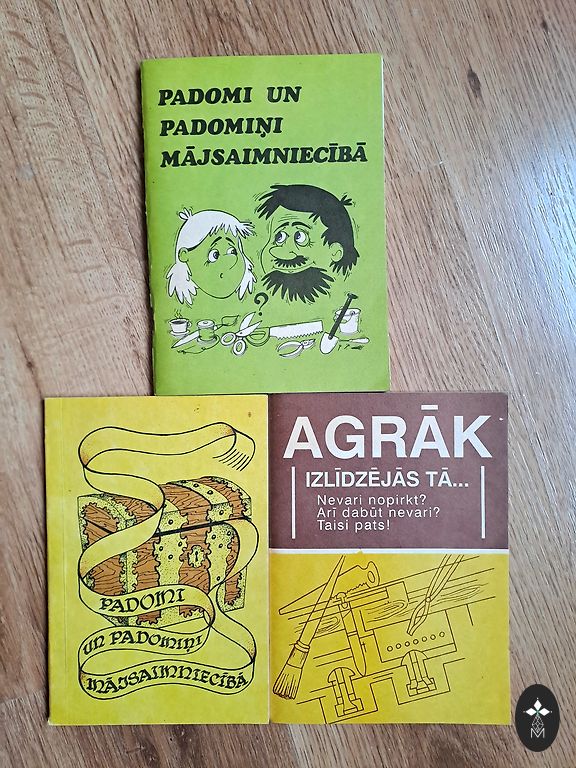 PADOMI UN
PADOMIŅI
MĀJSAIMNIECĪBĀ
?
PADOMI
UN PADOMIŅI
MĀJSAIMNIECĪBĀ
AGRĀK
IZLĪDZĒJĀS TĀ...
Nevari nopirkt?
Arī dabūt nevari?
Taisi pats!
M